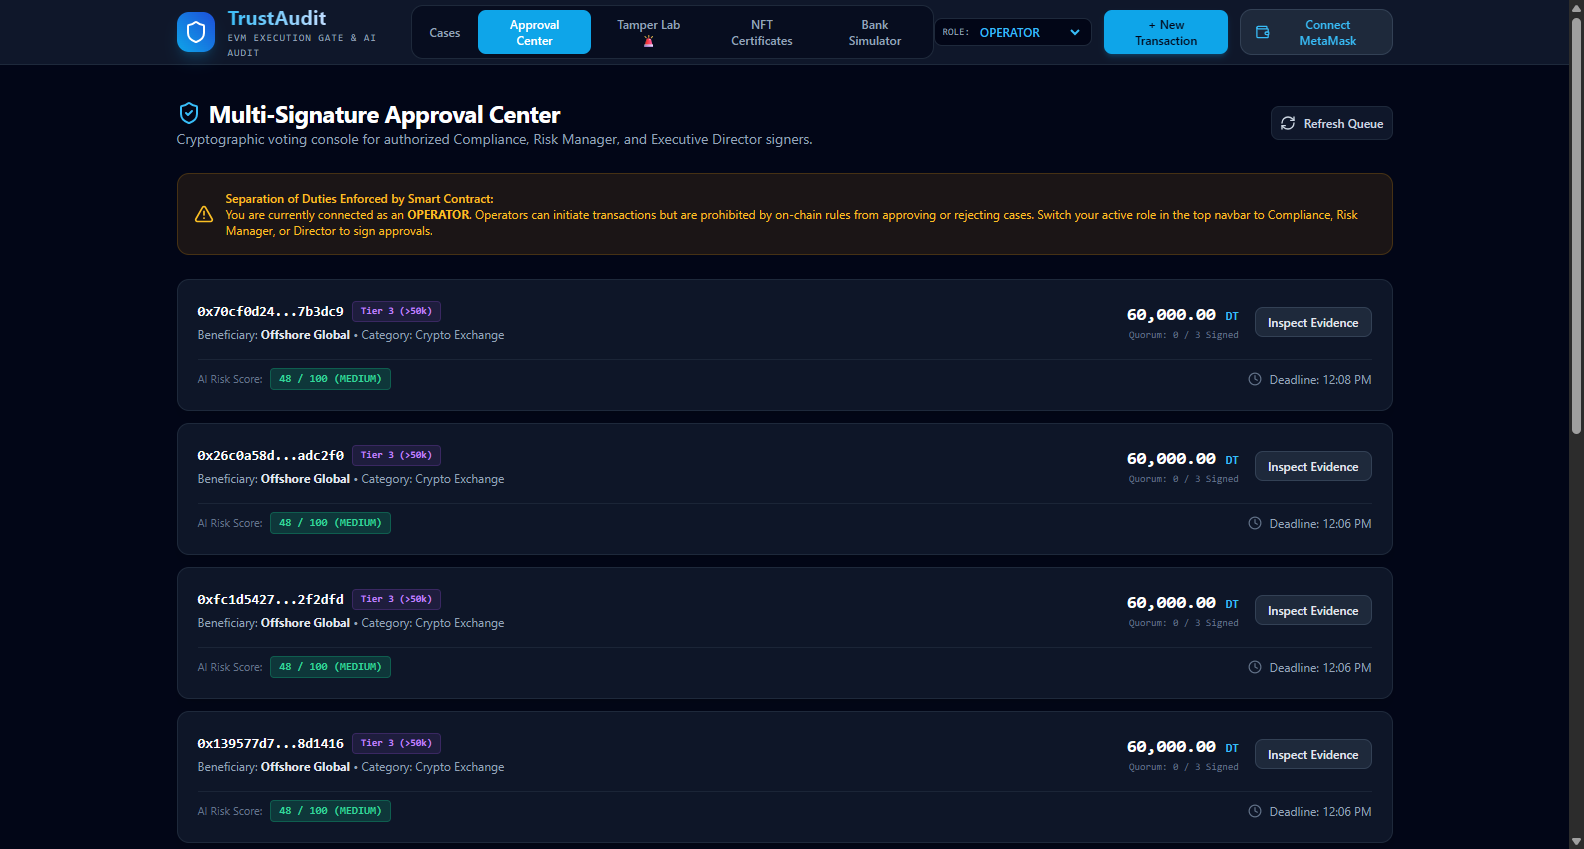 TrustAudit
EVM EXECUTION GATE & AI
AUDIT
Cases
Approval
Center
Tamper Lab
🚨
NFT
Certificates
Bank
Simulator
ROLE: OPERATOR
+ New
Transaction
Connect
MetaMask
Multi-Signature Approval Center
Cryptographic voting console for authorized Compliance, Risk Manager, and Executive Director signers.
Refresh Queue
Separation of Duties Enforced by Smart Contract:
You are currently connected as an OPERATOR. Operators can initiate transactions but are prohibited by on-chain rules from approving or rejecting cases. Switch your active role in the top navbar to Compliance, Risk
Manager, or Director to sign approvals.
0x70cf0d24...7b3dc9 Tier 3 (>50k)
Beneficiary: Offshore Global • Category: Crypto Exchange
60,000.00 DT
Quorum: 0 / 3 Signed
Inspect Evidence
AI Risk Score: 48 / 100 (MEDIUM)
Deadline: 12:08 PM
0x26c0a58d...adc2f0 Tier 3 (>50k)
Beneficiary: Offshore Global • Category: Crypto Exchange
60,000.00 DT
Quorum: 0 / 3 Signed
Inspect Evidence
AI Risk Score: 48 / 100 (MEDIUM)
Deadline: 12:06 PM
0xfc1d5427...2f2dfd Tier 3 (>50k)
Beneficiary: Offshore Global • Category: Crypto Exchange
60,000.00 DT
Quorum: 0 / 3 Signed
Inspect Evidence
AI Risk Score: 48 / 100 (MEDIUM)
Deadline: 12:06 PM
0x139577d7...8d1416 Tier 3 (>50k)
Beneficiary: Offshore Global • Category: Crypto Exchange
60,000.00 DT
Quorum: 0 / 3 Signed
Inspect Evidence
AI Risk Score: 48 / 100 (MEDIUM)
Deadline: 12:06 PM